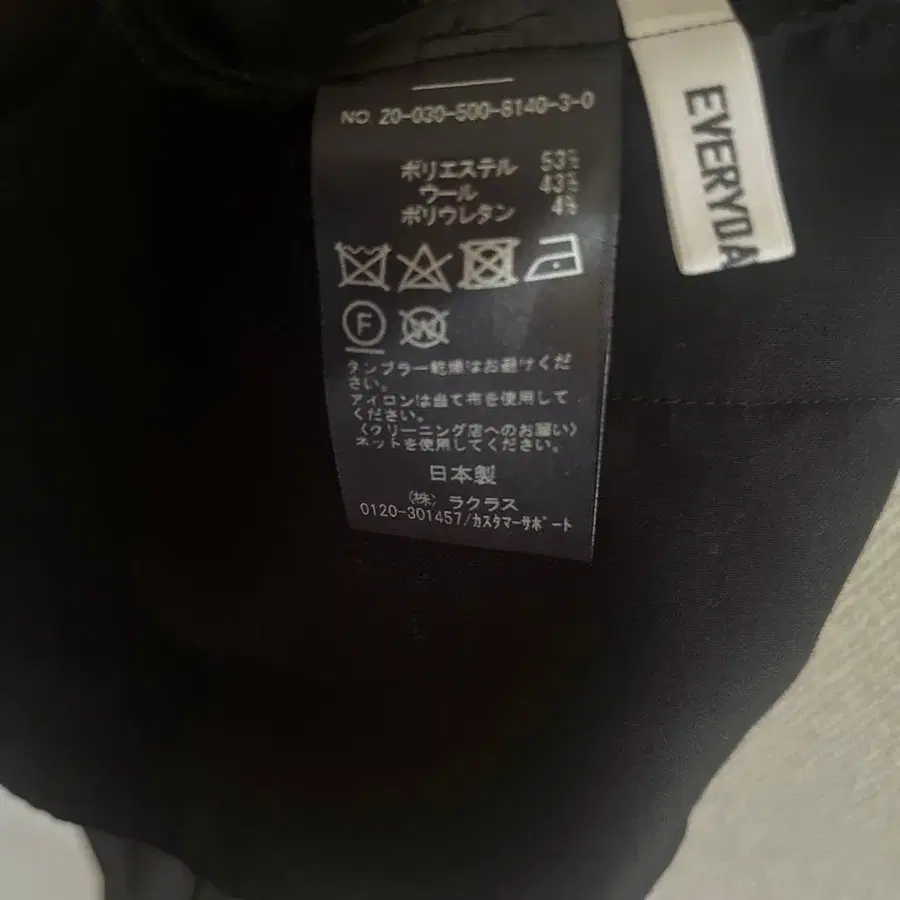 NO. 20-030-500-6140-3-0
ポリエステル 53%
ウール 43%
ポリウレタン 4%
F
W
タンブラー乾燥はお避けくだ
さい。
アイロンは当て布を使用して
ください。
〈クリーニング店へのお願い〉
ネットを使用してください。
日本製
(株) ラクラス
0120-301457/カスタマーサポート
EVERYDA